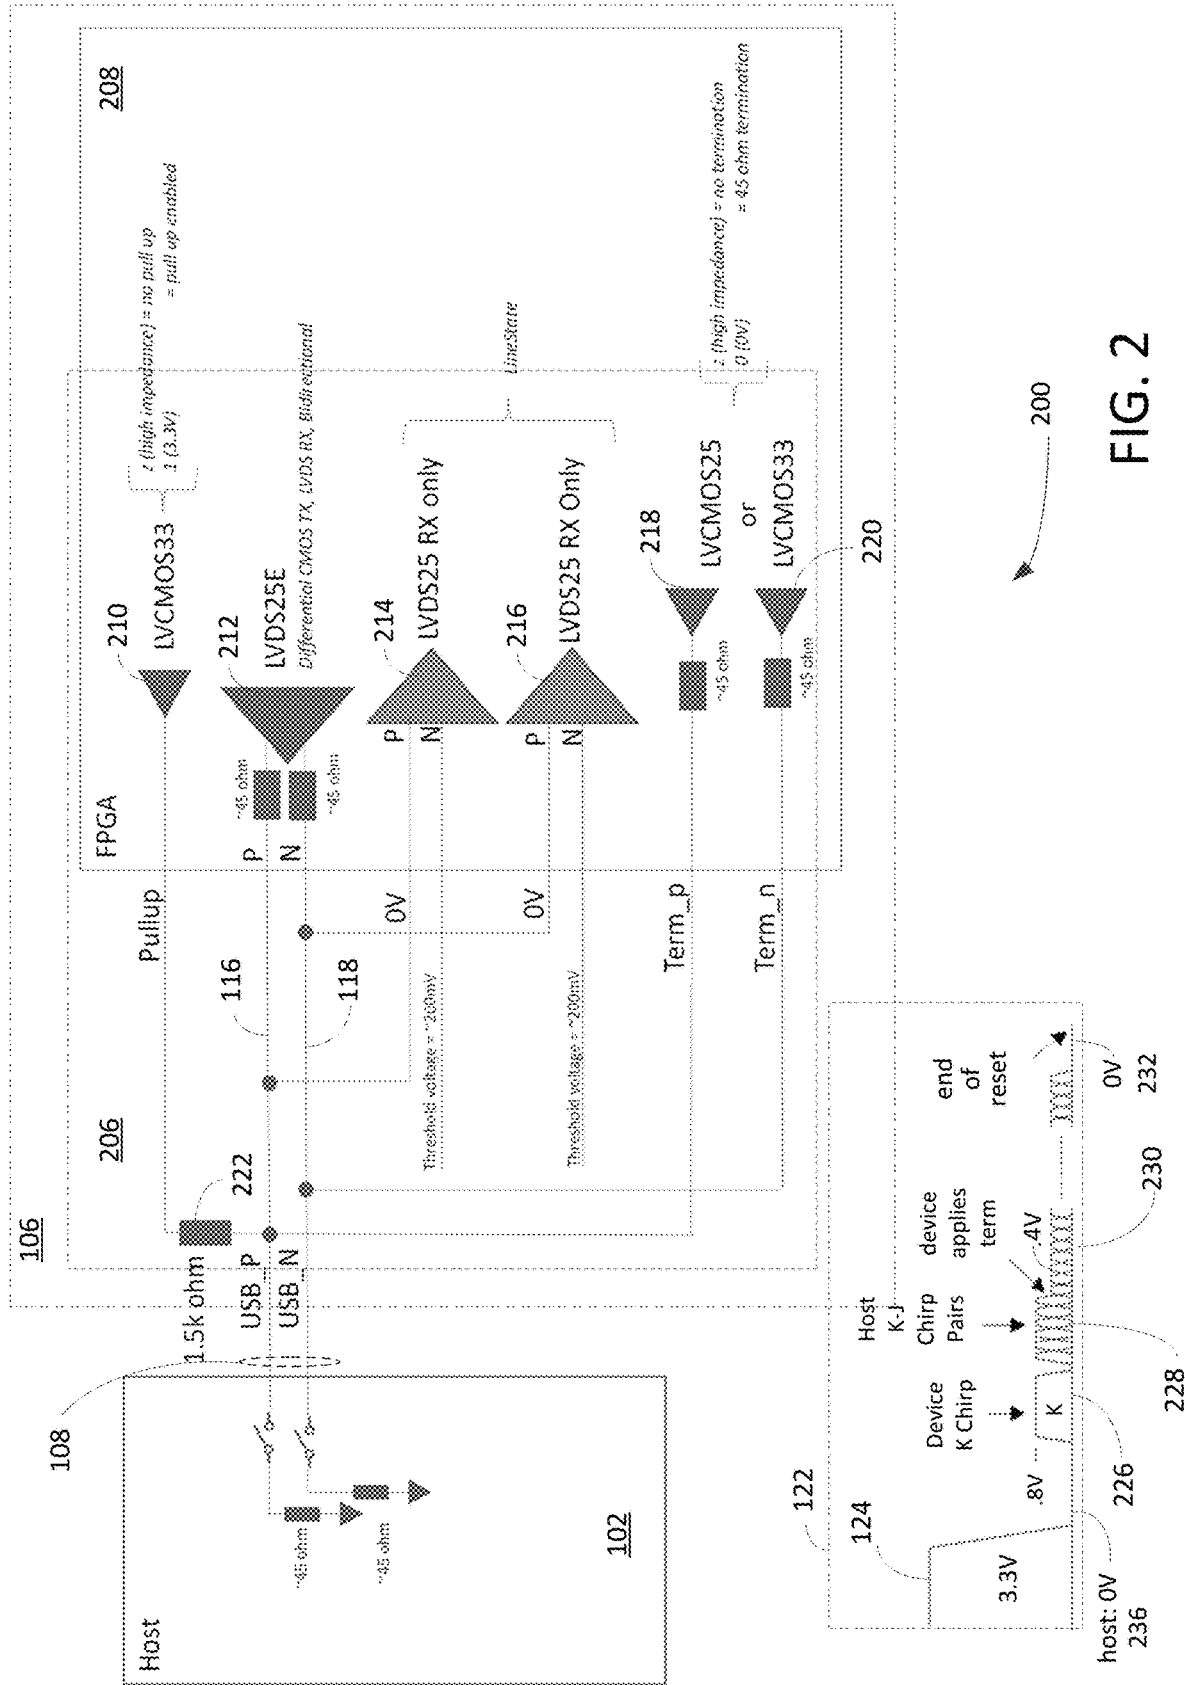 208
FPGA
210
LVCMOS33
z (high impedance) = no pull up
1 (3.3V) = pull up enabled
Pullup
212
LVDS25E
Differential CMOS TX, LVDS RX, Bidirectional
~45 ohm
~45 ohm
P
N
116
118
214
LVDS25 RX only
P
N
0V
Threshold voltage = ~200mv
LineState
216
LVDS25 RX Only
P
N
0V
Threshold voltage = ~200mV
218
LVCMOS25
or
LVCMOS33
220
z (high impedance) = no termination
0 (0V) = 45 ohm termination
~45 ohm
~45 ohm
Term_p
Term_n
206
106
222
1.5k ohm
USB_P
USB_N
108
Host
~45 ohm
~45 ohm
102
122
124
3.3V
host: 0V
236
.8V
226
Device
K Chirp
K
Host
K-J
Chirp
Pairs
228
device
applies
term
.4V
230
end
of
reset
0V
232
200
FIG. 2